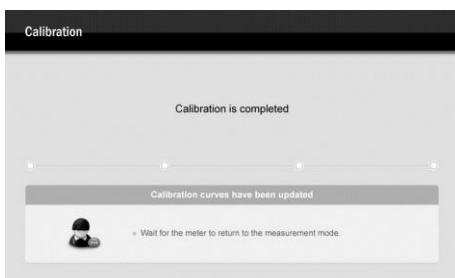 Calibration
Calibration is completed
Calibration curves have been updated
Wait for the meter to return to the measurement mode.